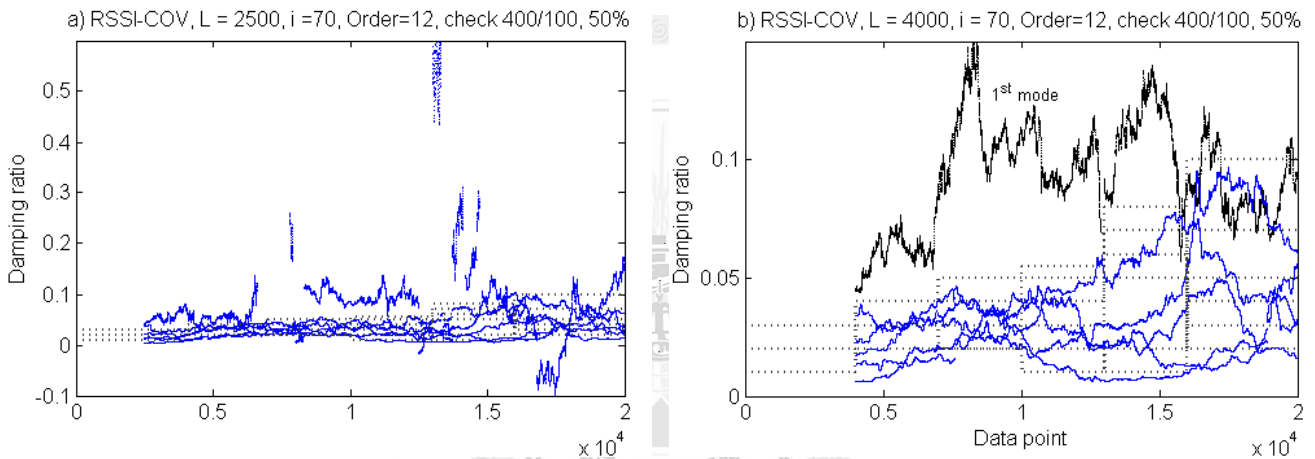 a) RSSI-COV, L = 2500, i =70, Order=12, check 400/100, 50%
0.5
0.4
0.3
0.2
0.1
0
-0.1
Damping ratio
0
0.5
1
1.5
2
x 10^4
b) RSSI-COV, L = 4000, i = 70, Order=12, check 400/100, 50%
1st mode
0.1
0.05
0
Damping ratio
0
0.5
1
1.5
2
Data point
x 10^4